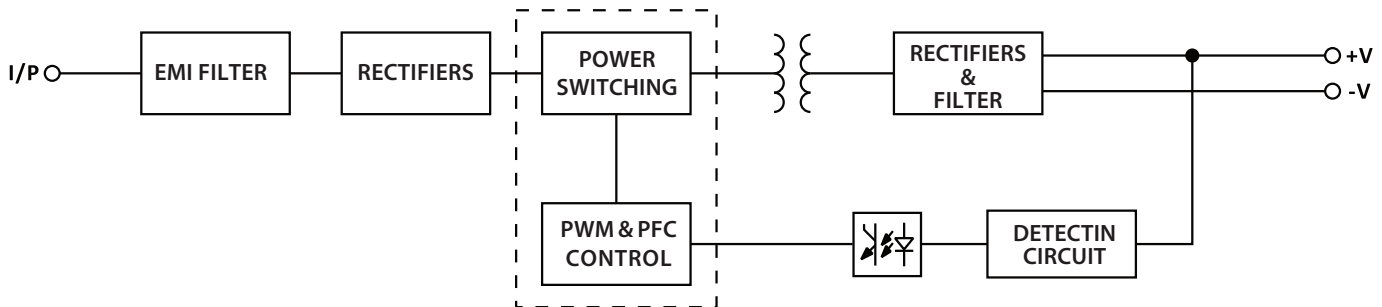 I/P
EMI FILTER
RECTIFIERS
POWER
SWITCHING
RECTIFIERS
&
FILTER
+V
-V
PWM & PFC
CONTROL
DETECTIN
CIRCUIT